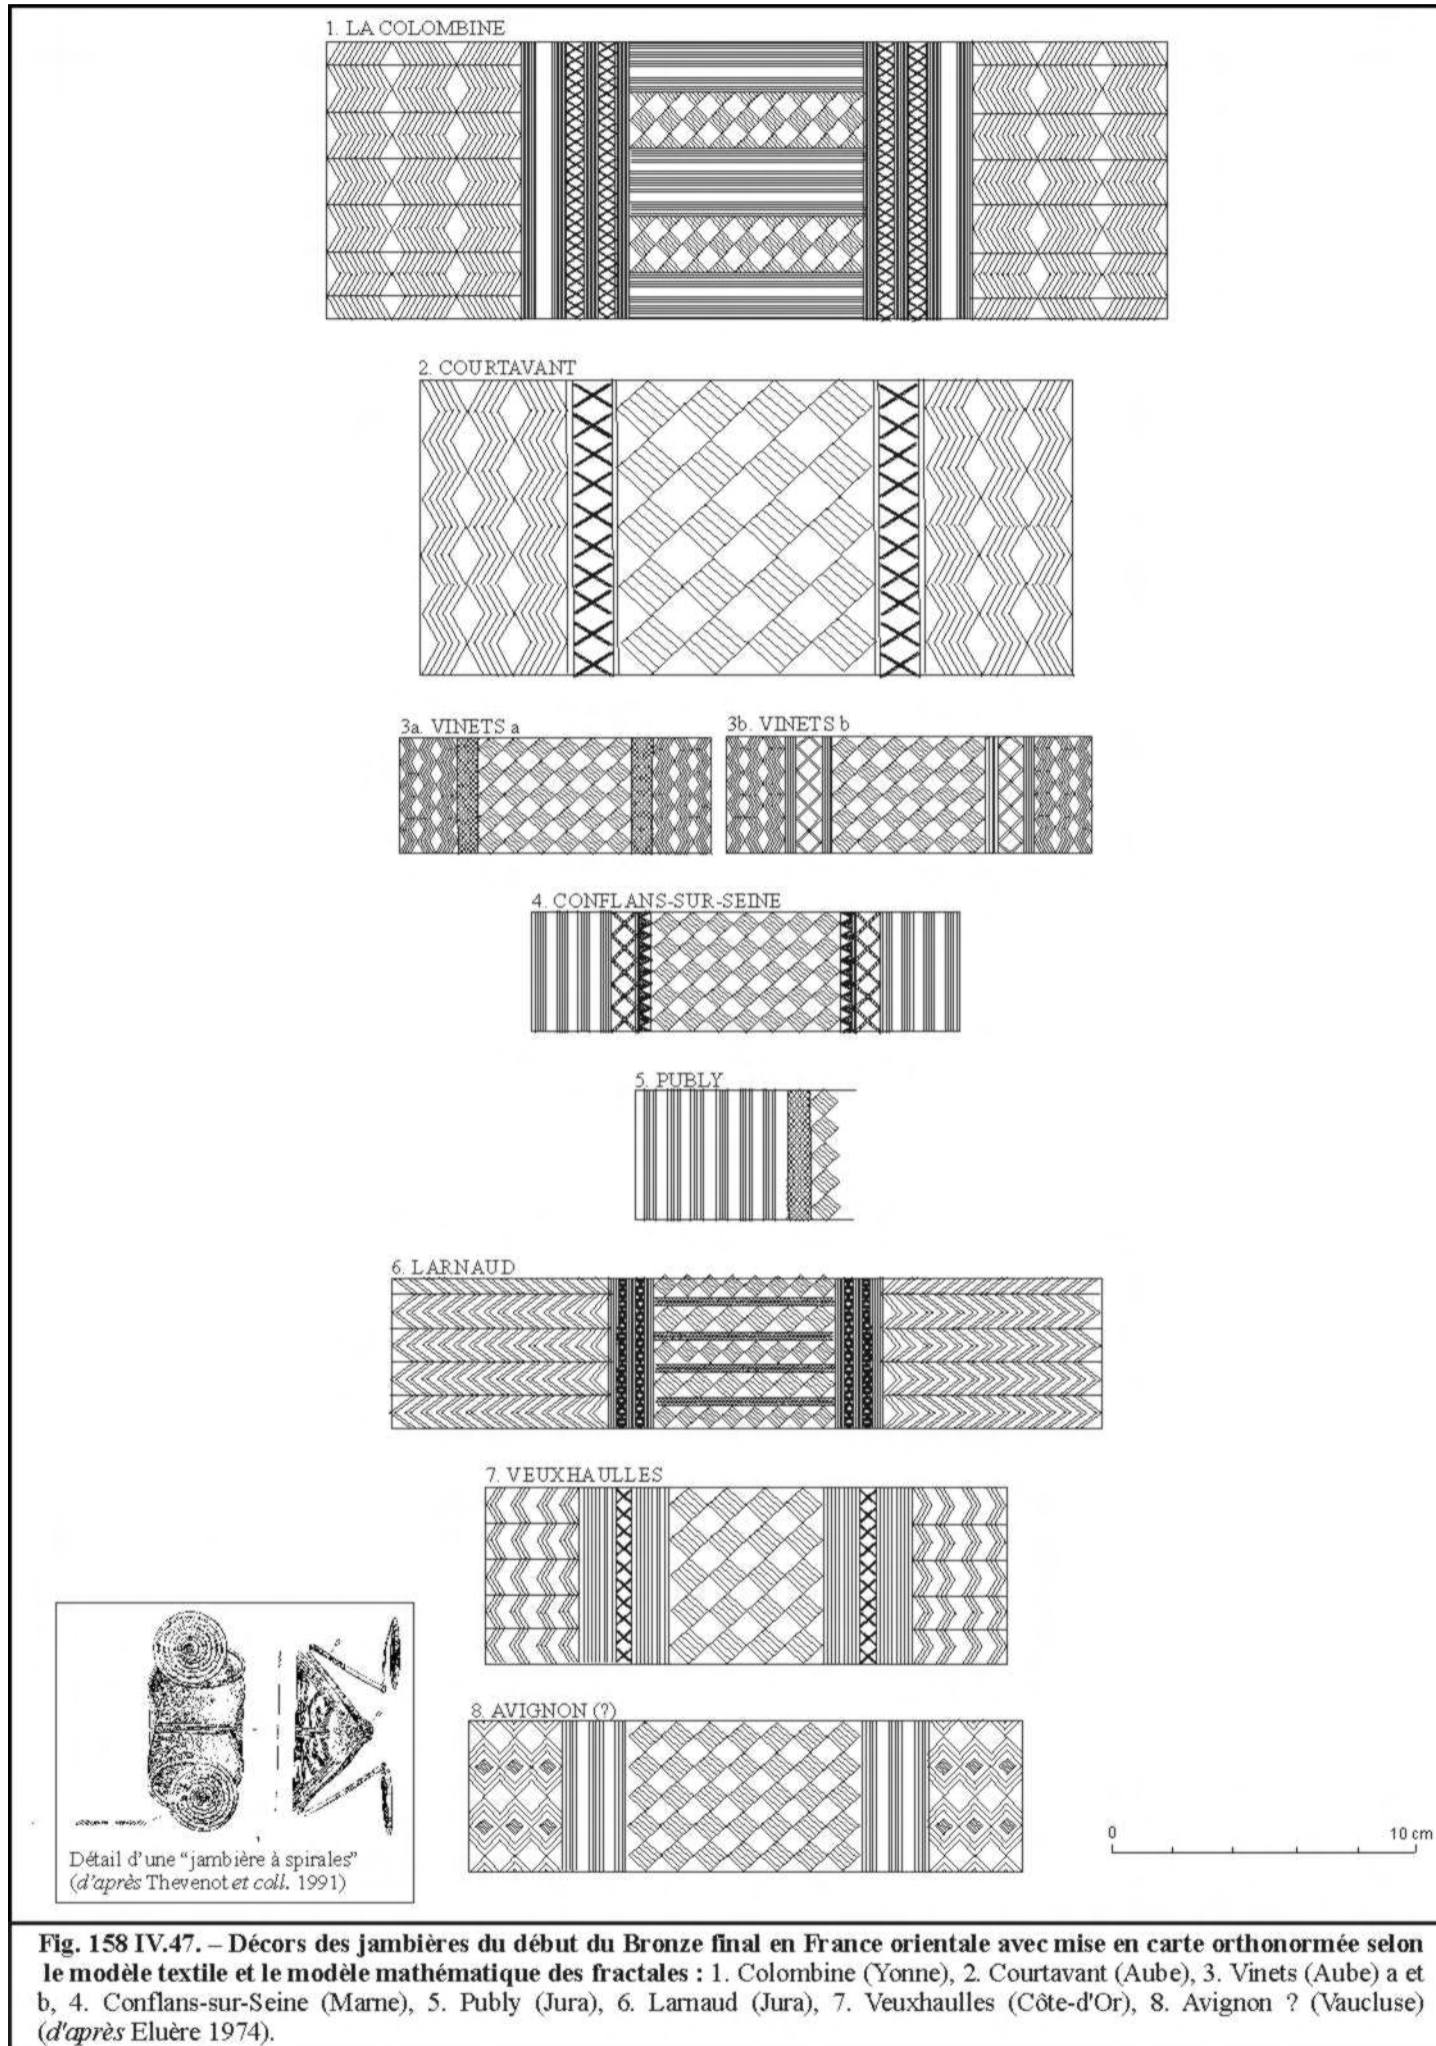 1. LA COLOMBINE
2. COURTAVANT
3a. VINETS a
3b. VINETS b
4. CONFLANS-SUR-SEINE
5. PUBLY
6. LARNAUD
7. VEUXHAULLES
8. AVIGNON (?)
Détail d'une “jambière à spirales”
(d'après Thevenot et coll. 1991)
0 10 cm
Fig. 158 IV.47. – Décors des jambières du début du Bronze final en France orientale avec mise en carte orthonormée selon
le modèle textile et le modèle mathématique des fractales : 1. Colombine (Yonne), 2. Courtavant (Aube), 3. Vinets (Aube) a et
b, 4. Conflans-sur-Seine (Marne), 5. Publy (Jura), 6. Larnaud (Jura), 7. Veuxhaulles (Côte-d'Or), 8. Avignon ? (Vaucluse)
(d'après Eluère 1974).